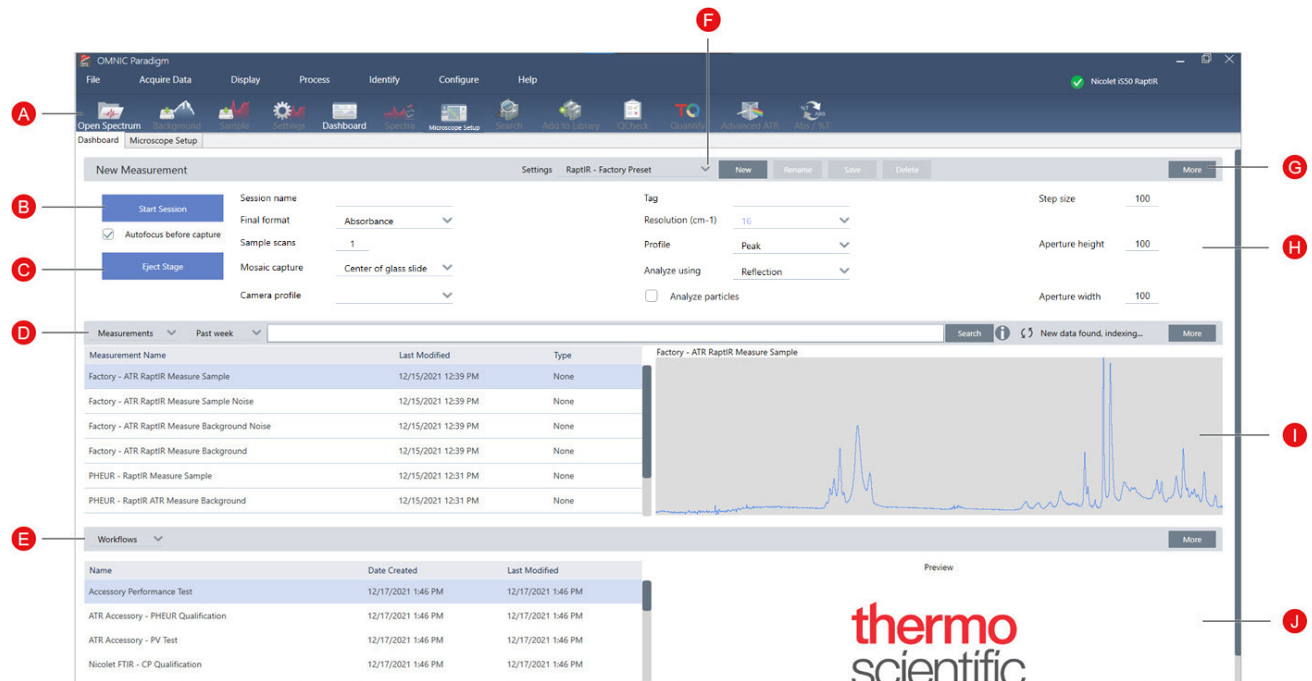 F
OMNIC Paradigm
File Acquire Data Display Process Identify Configure Help
Nicolet iS50 RaptIR
A
Open Spectrum Background Sample Settings Dashboard Spectra Microscope Setup Search Add to Library QCheck TQ Quantify Advanced ATR %T ABS Abs / %T
Dashboard Microscope Setup
New Measurement Settings RaptIR - Factory Preset New Rename Save Delete More
G
B
Start Session Session name Tag Step size 100
Final format Absorbance Resolution (cm-1) 16
Autofocus before capture
Sample scans 1 Profile Peak Aperture height 100
H
C
Eject Stage Mosaic capture Center of glass slide Analyze using Reflection
Camera profile Analyze particles Aperture width 100
D
Measurements Past week Search i New data found, indexing... More
Measurement Name Last Modified Type Factory - ATR RaptIR Measure Sample
Factory - ATR RaptIR Measure Sample 12/15/2021 12:39 PM None
Factory - ATR RaptIR Measure Sample Noise 12/15/2021 12:39 PM None
Factory - ATR RaptIR Measure Background Noise 12/15/2021 12:39 PM None
I
Factory - ATR RaptIR Measure Background 12/15/2021 12:39 PM None
PHEUR - RaptIR Measure Sample 12/15/2021 12:31 PM None
PHEUR - RaptIR ATR Measure Background 12/15/2021 12:31 PM None
E
Workflows More
Name Date Created Last Modified Preview
Accessory Performance Test 12/17/2021 1:46 PM 12/17/2021 1:46 PM
ATR Accessory - PHEUR Qualification 12/17/2021 1:46 PM 12/17/2021 1:46 PM
J
ATR Accessory - PV Test 12/17/2021 1:46 PM 12/17/2021 1:46 PM
Nicolet FTIR - CP Qualification 12/17/2021 1:46 PM 12/17/2021 1:46 PM
thermo
scientific